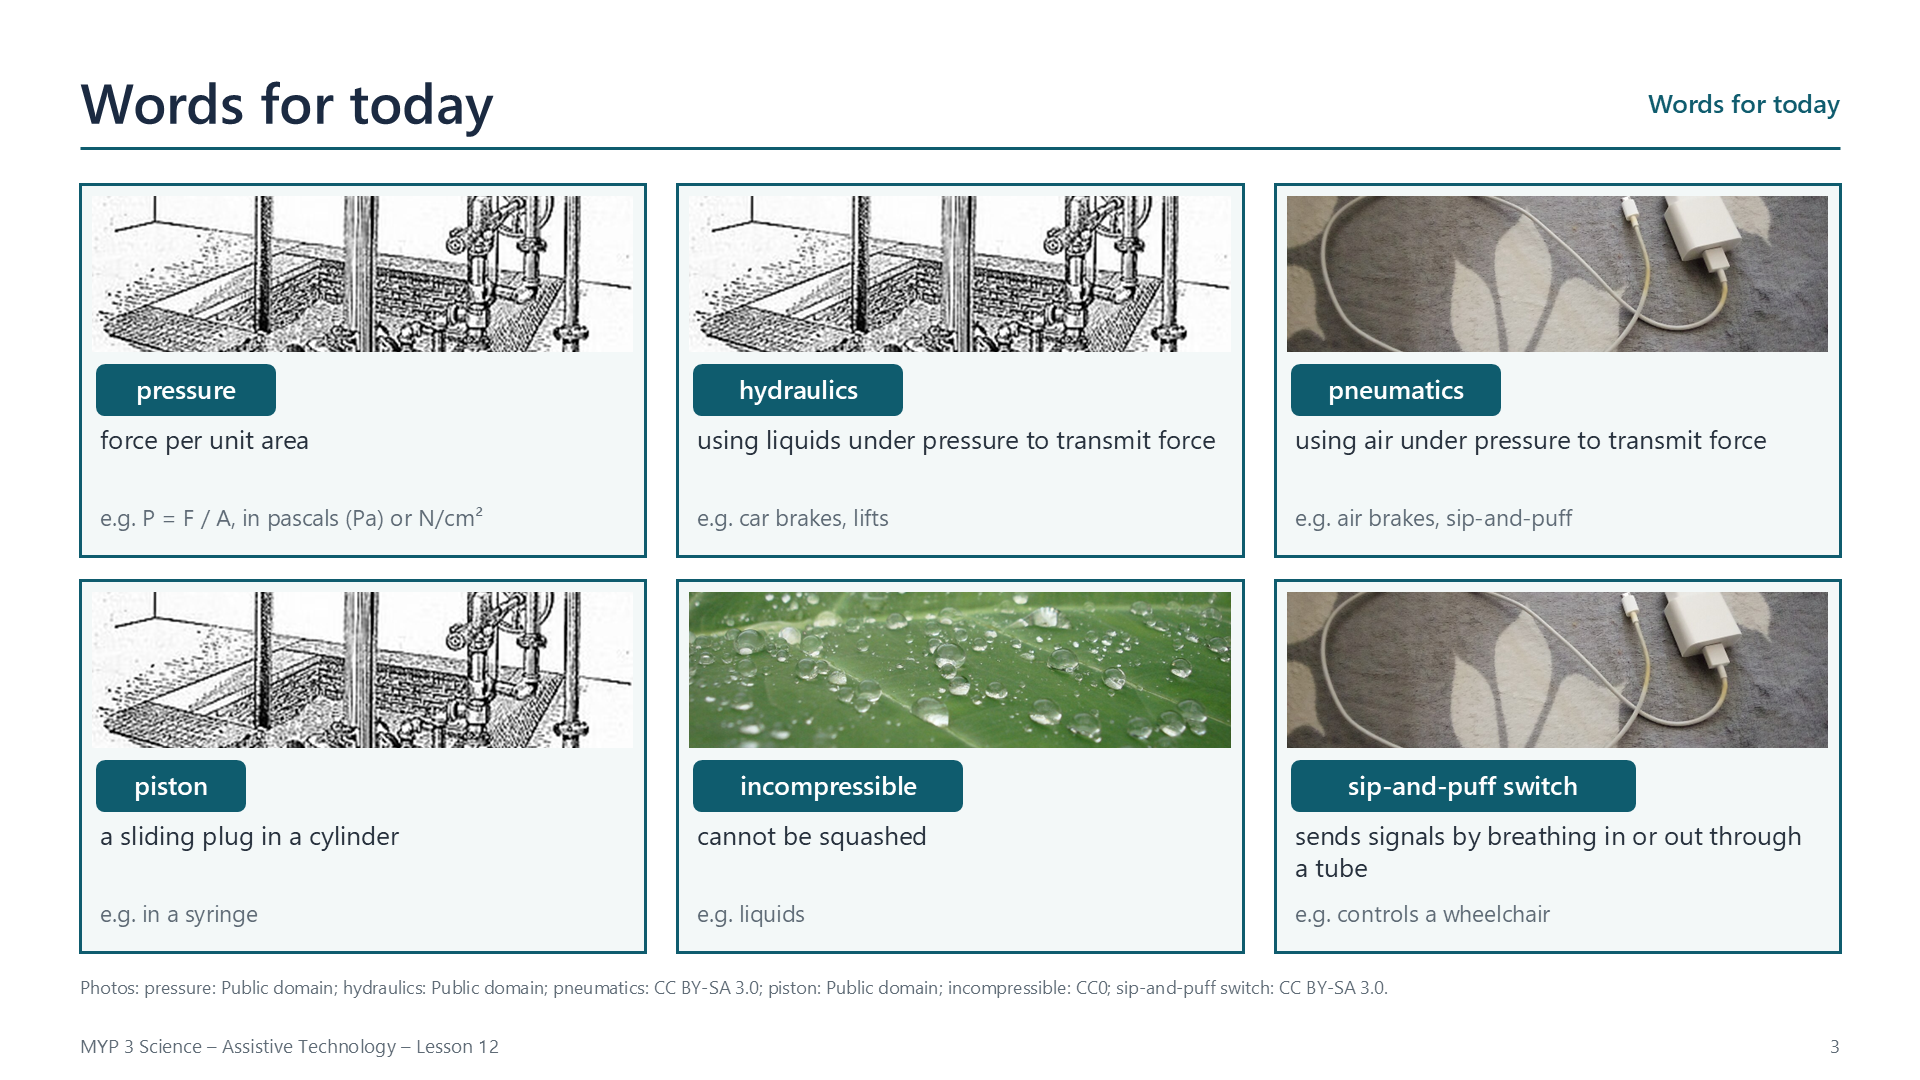 Words for today
Words for today
pressure
force per unit area
e.g. P = F / A, in pascals (Pa) or N/cm²
hydraulics
using liquids under pressure to transmit force
e.g. car brakes, lifts
pneumatics
using air under pressure to transmit force
e.g. air brakes, sip-and-puff
piston
a sliding plug in a cylinder
e.g. in a syringe
incompressible
cannot be squashed
e.g. liquids
sip-and-puff switch
sends signals by breathing in or out through
a tube
e.g. controls a wheelchair
Photos: pressure: Public domain; hydraulics: Public domain; pneumatics: CC BY-SA 3.0; piston: Public domain; incompressible: CC0; sip-and-puff switch: CC BY-SA 3.0.
MYP 3 Science – Assistive Technology – Lesson 12
3